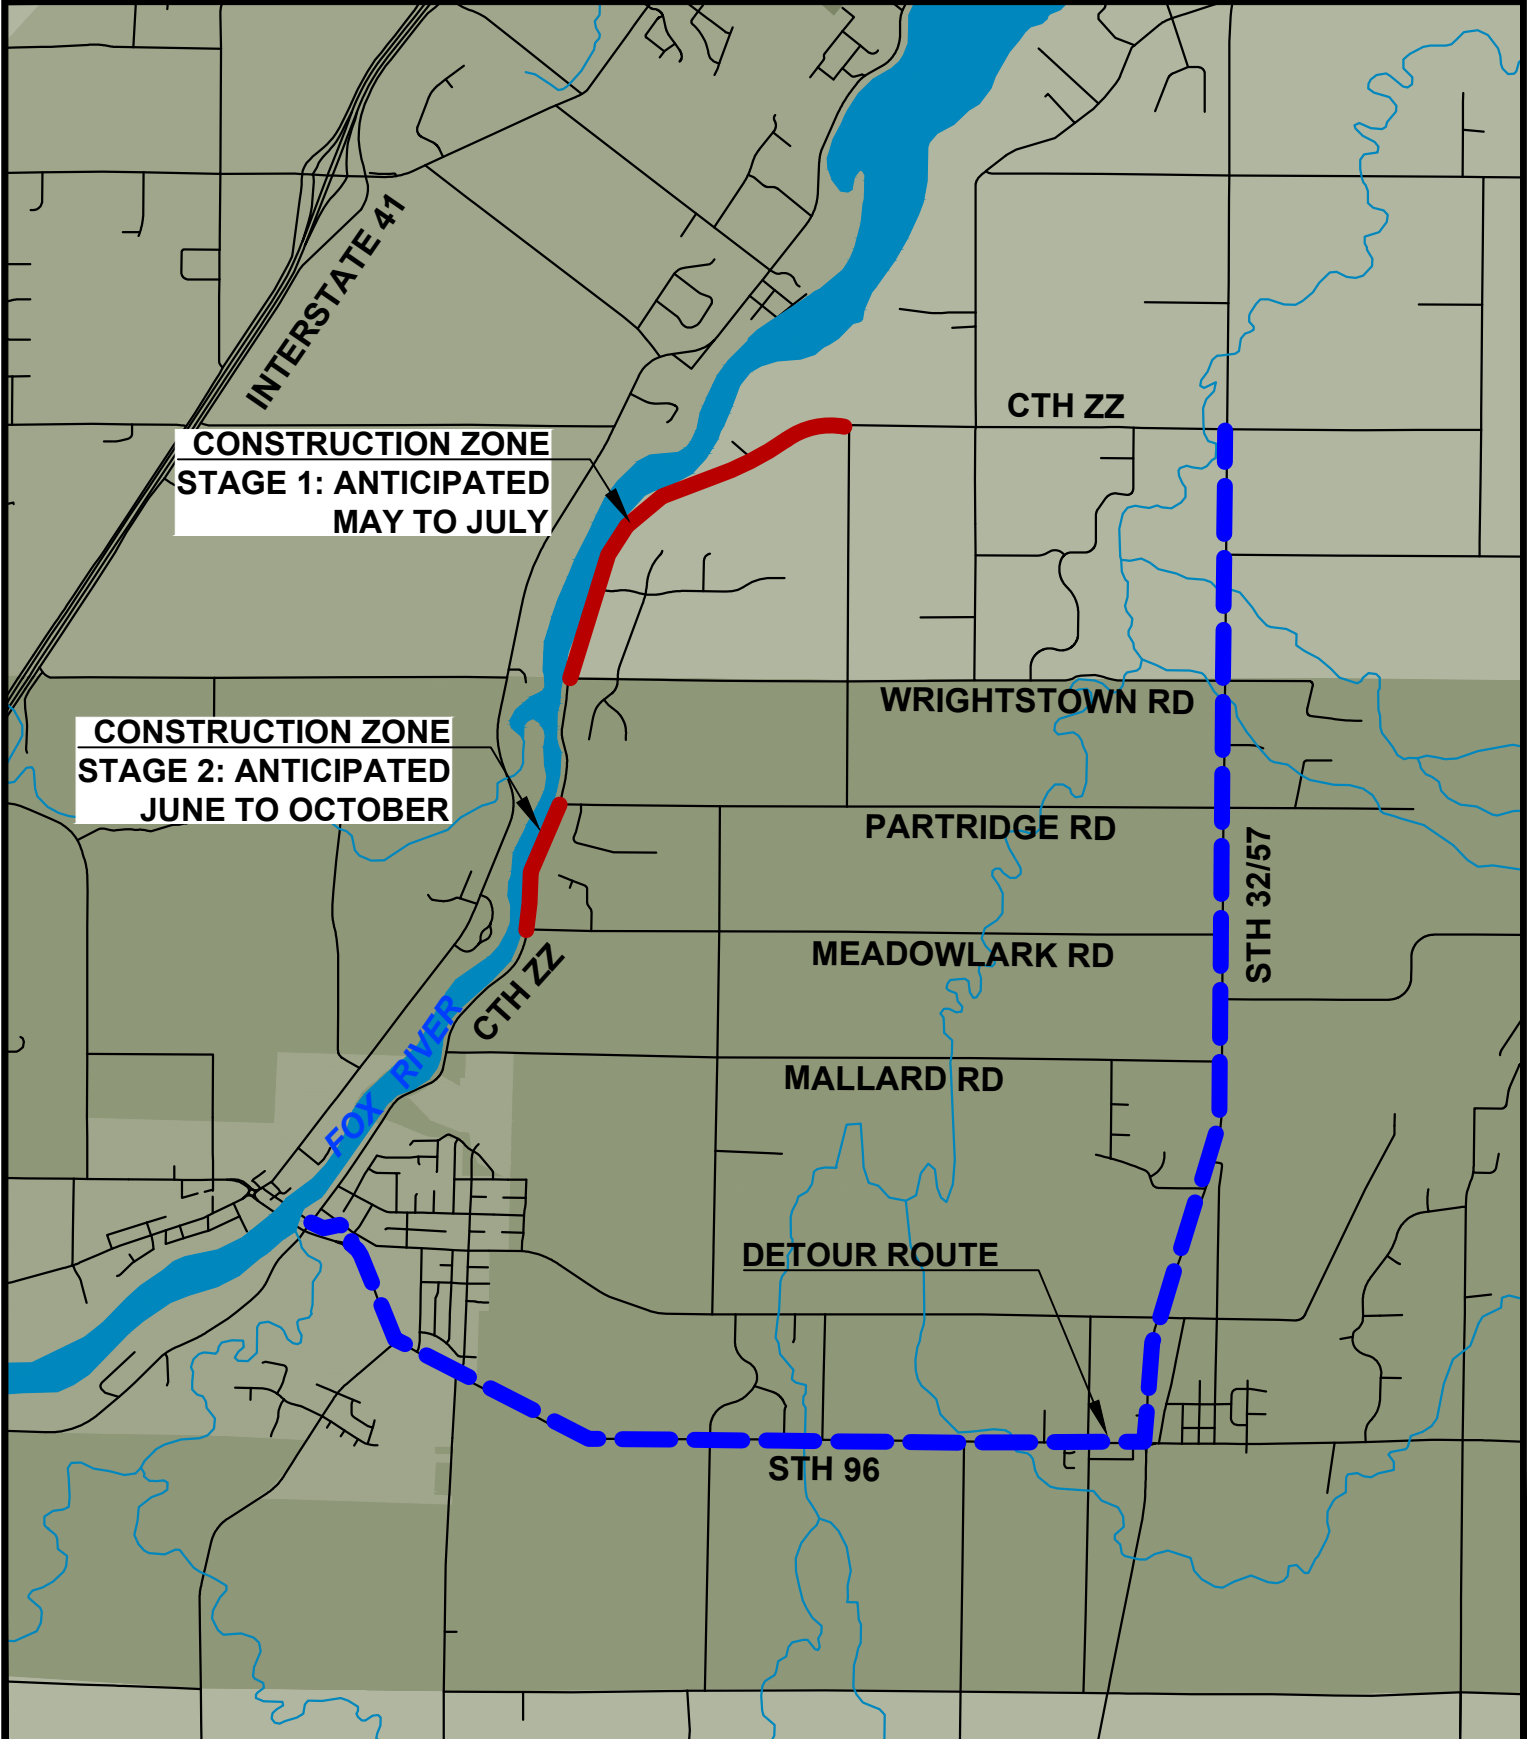 INTERSTATE 41
CTH ZZ
CONSTRUCTION ZONE
STAGE 1: ANTICIPATED
MAY TO JULY
WRIGHTSTOWN RD
CONSTRUCTION ZONE
STAGE 2: ANTICIPATED
JUNE TO OCTOBER
PARTRIDGE RD
STH 32/57
MEADOWLARK RD
CTH ZZ
FOX RIVER
MALLARD RD
DETOUR ROUTE
STH 96